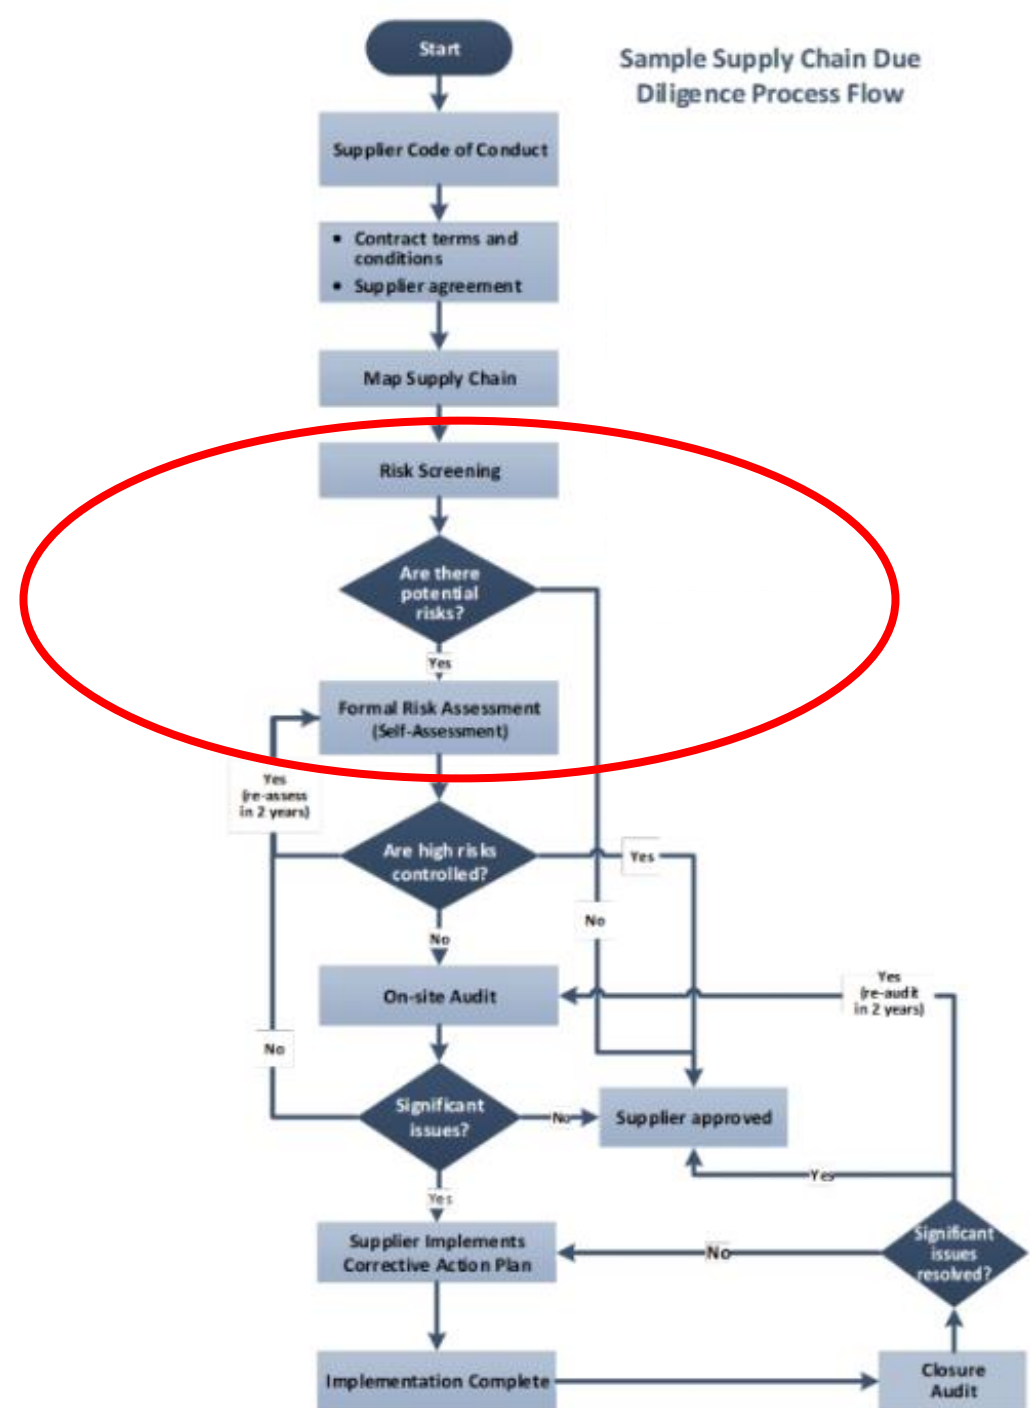 Start
Sample Supply Chain Due
Diligence Process Flow
Supplier Code of Conduct
• Contract terms and
conditions
• Supplier agreement
Map Supply Chain
Risk Screening
Are there
potential
risks?
Yes
Formal Risk Assessment
(Self-Assessment)
Yes
(re-assess
in 2 years)
Are high risks
controlled?
Yes
No
No
On-site Audit
Yes
(re-audit
in 2 years)
No
Significant
issues?
No
Supplier approved
Yes
Yes
Supplier Implements
Corrective Action Plan
No
Significant
issues
resolved?
Implementation Complete
Closure
Audit